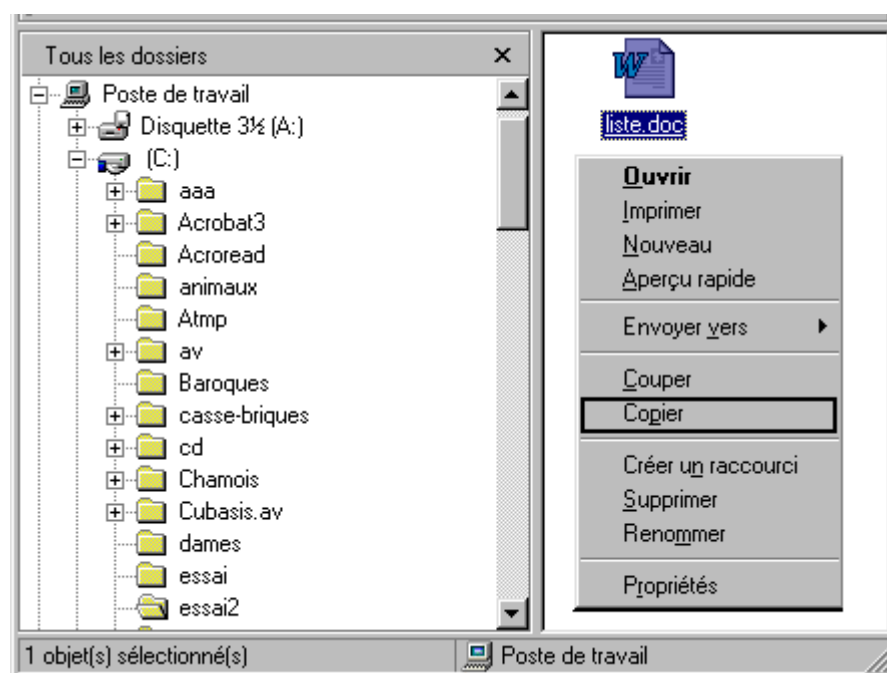 Tous les dossiers
Poste de travail
Disquette 3½ (A:)
(C:)
aaa
Acrobat3
Acroread
animaux
Atmp
av
Baroques
casse-briques
cd
Chamois
Cubasis.av
dames
essai
essai2
liste.doc
Ouvrir
Imprimer
Nouveau
Aperçu rapide
Envoyer vers
Couper
Copier
Créer un raccourci
Supprimer
Renommer
Propriétés
1 objet(s) sélectionné(s)
Poste de travail